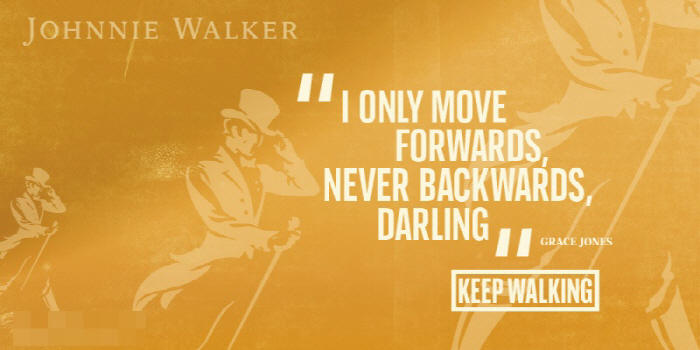 JOHNNIE WALKER
"I ONLY MOVE
FORWARDS,
NEVER BACKWARDS,
DARLING"
GRACE JONES
KEEP WALKING